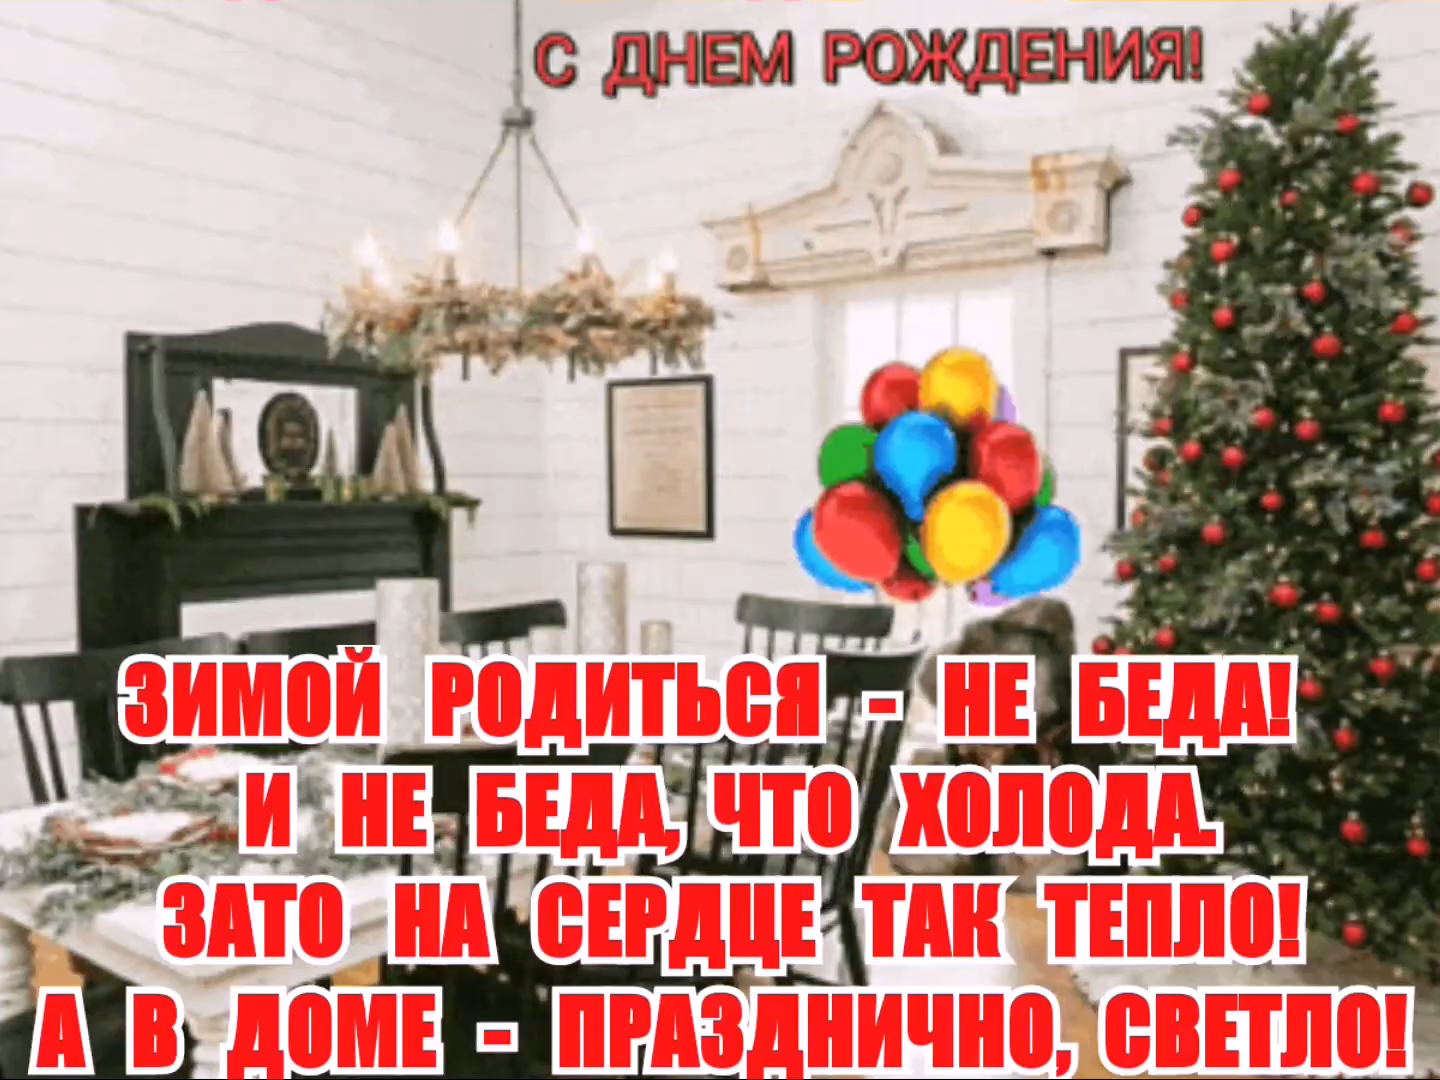 С ДНЕМ РОЖДЕНИЯ!
ЗИМОЙ РОДИТЬСЯ - НЕ БЕДА!
И НЕ БЕДА, ЧТО ХОЛОДА.
ЗАТО НА СЕРДЦЕ ТАК ТЕПЛО!
А В ДОМЕ - ПРАЗДНИЧНО, СВЕТЛО!